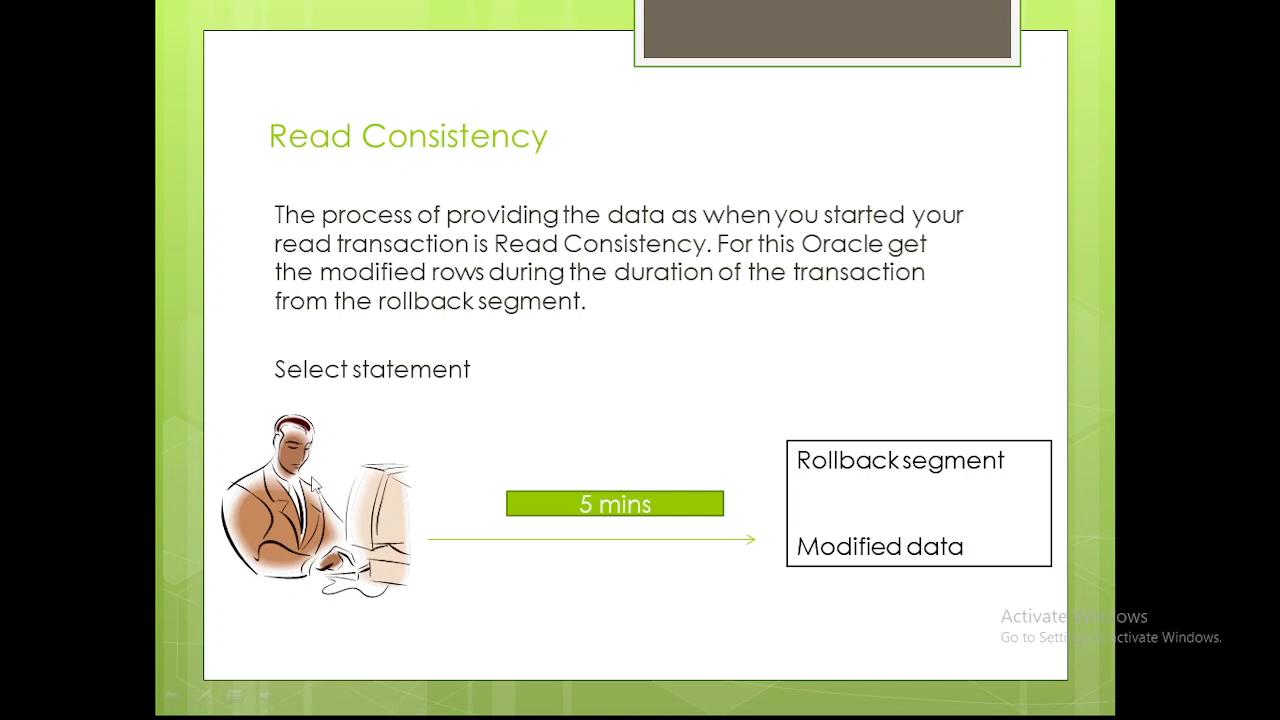 Read Consistency
The process of providing the data as when you started your
read transaction is Read Consistency. For this Oracle get
the modified rows during the duration of the transaction
from the rollback segment.
Select statement
Rollback segment
5 mins
Modified data
Activate Windows
Go to Settings to activate Windows.